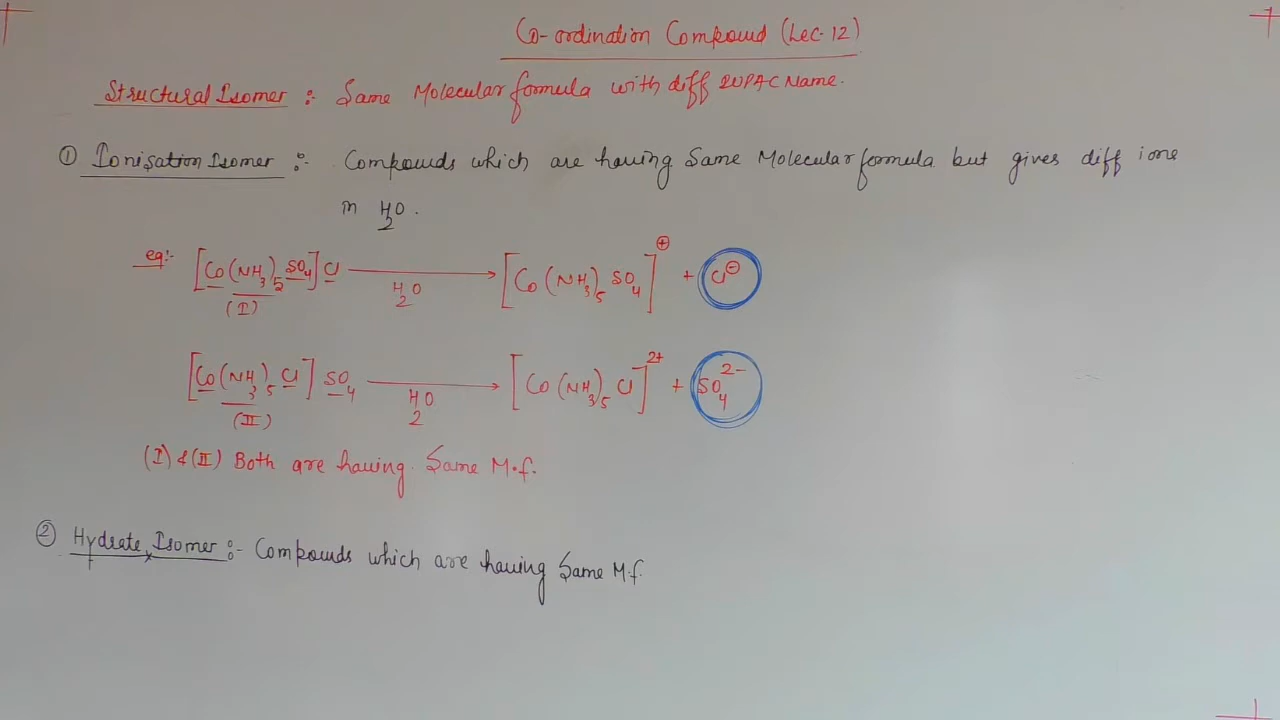 Co-ordination Compound (Lec-12)
Structural Isomer :- Same Molecular formula with diff IUPAC Name.
① Ionisation Isomer :- Compounds which are having Same Molecular formula but gives diff ions
in H2O.
eg:- [Co(NH3)5SO4]Cl → H2O [Co(NH3)5SO4]⊕ + Cl⊖
(I)
[Co(NH3)5Cl]SO4 → H2O [Co(NH3)5Cl]2+ + SO4 2-
(II)
(I) & (II) Both are having Same M.f.
② Hydrate Isomer :- Compounds which are having Same M.f.